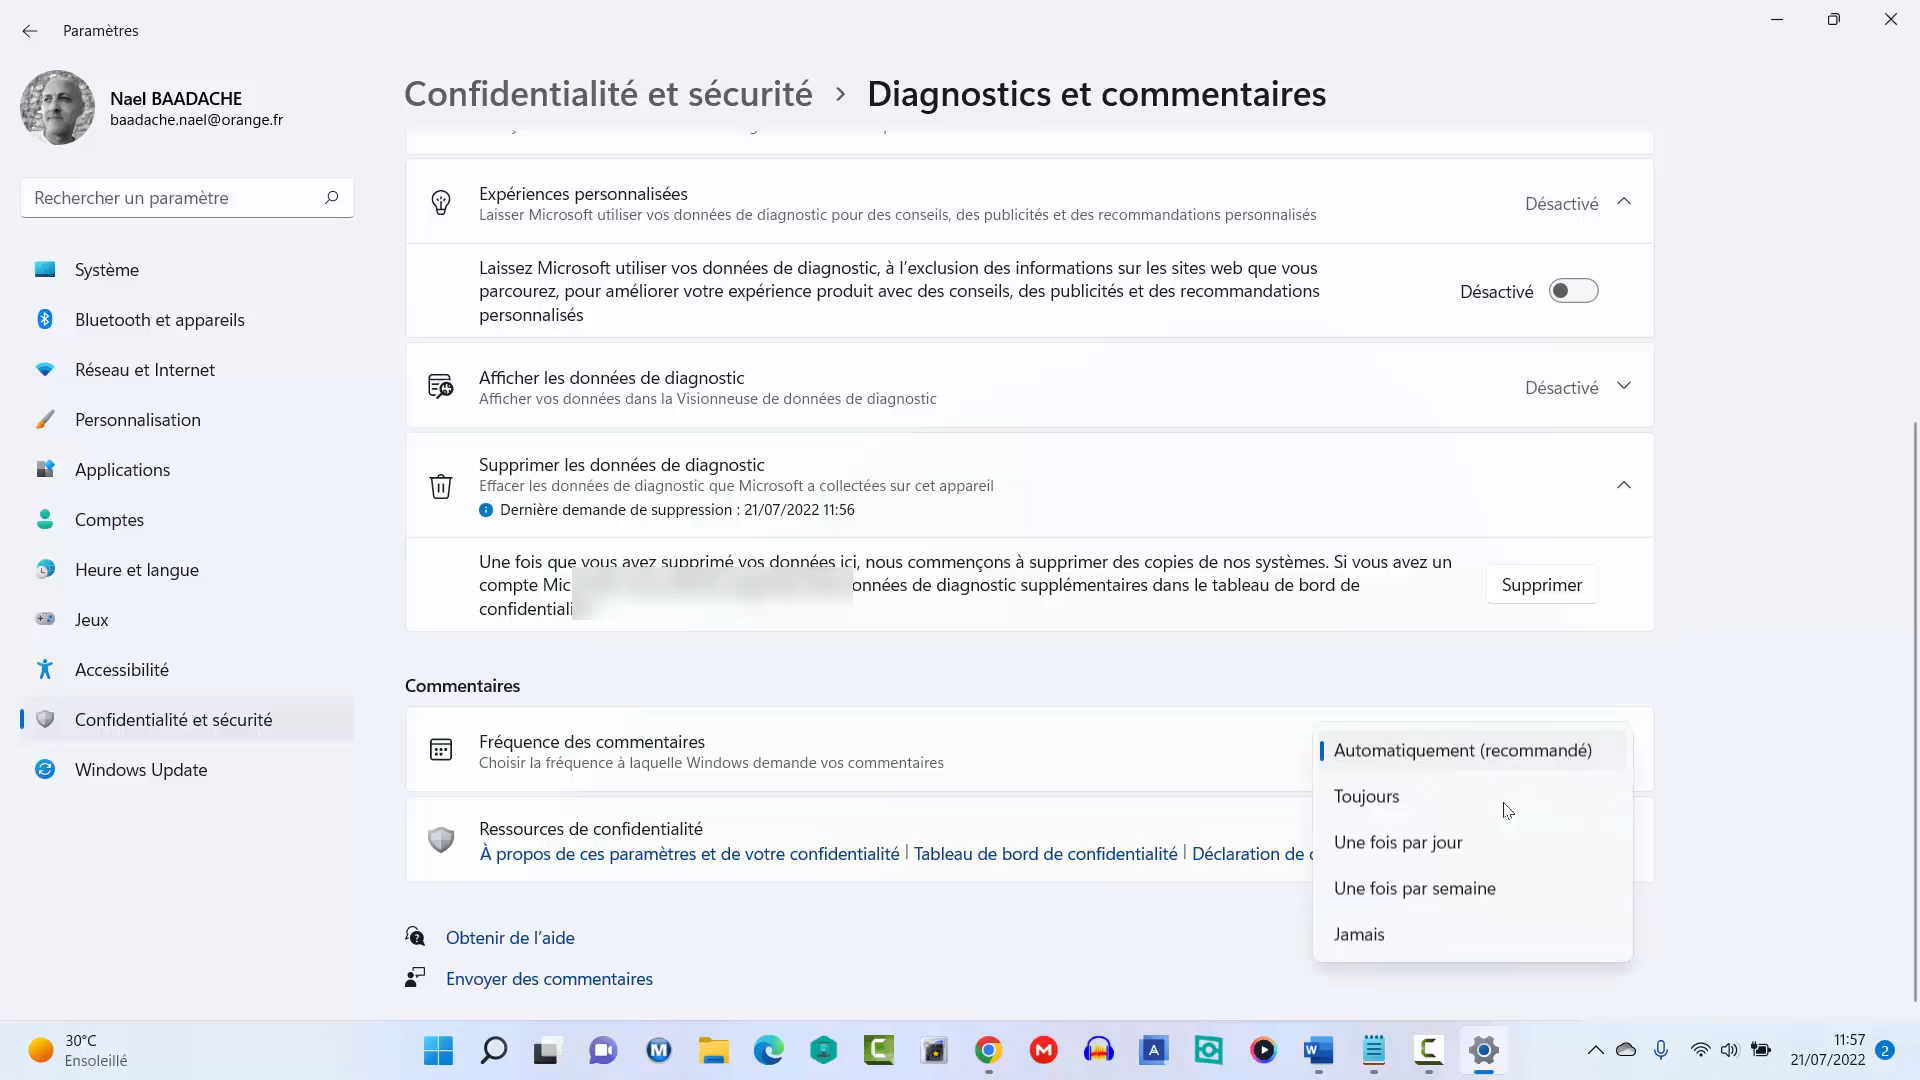 Paramètres
Nael BAADACHE
baadache.nael@orange.fr
Rechercher un paramètre
Système
Bluetooth et appareils
Réseau et Internet
Personnalisation
Applications
Comptes
Heure et langue
Jeux
Accessibilité
Confidentialité et sécurité
Windows Update
Confidentialité et sécurité › Diagnostics et commentaires
Expériences personnalisées
Laisser Microsoft utiliser vos données de diagnostic pour des conseils, des publicités et des recommandations personnalisés
Désactivé
Laissez Microsoft utiliser vos données de diagnostic, à l'exclusion des informations sur les sites web que vous
parcourez, pour améliorer votre expérience produit avec des conseils, des publicités et des recommandations
personnalisés
Désactivé
Afficher les données de diagnostic
Afficher vos données dans la Visionneuse de données de diagnostic
Désactivé
Supprimer les données de diagnostic
Effacer les données de diagnostic que Microsoft a collectées sur cet appareil
Dernière demande de suppression : 21/07/2022 11:56
Une fois que vous avez supprimé vos données ici, nous commençons à supprimer des copies de nos systèmes. Si vous avez un
compte Mic onnées de diagnostic supplémentaires dans le tableau de bord de
confidentiali
Supprimer
Commentaires
Fréquence des commentaires
Choisir la fréquence à laquelle Windows demande vos commentaires
Automatiquement (recommandé)
Toujours
Une fois par jour
Une fois par semaine
Jamais
Ressources de confidentialité
À propos de ces paramètres et de votre confidentialité | Tableau de bord de confidentialité | Déclaration de
Obtenir de l'aide
Envoyer des commentaires
30°C
Ensoleillé
11:57
21/07/2022
2